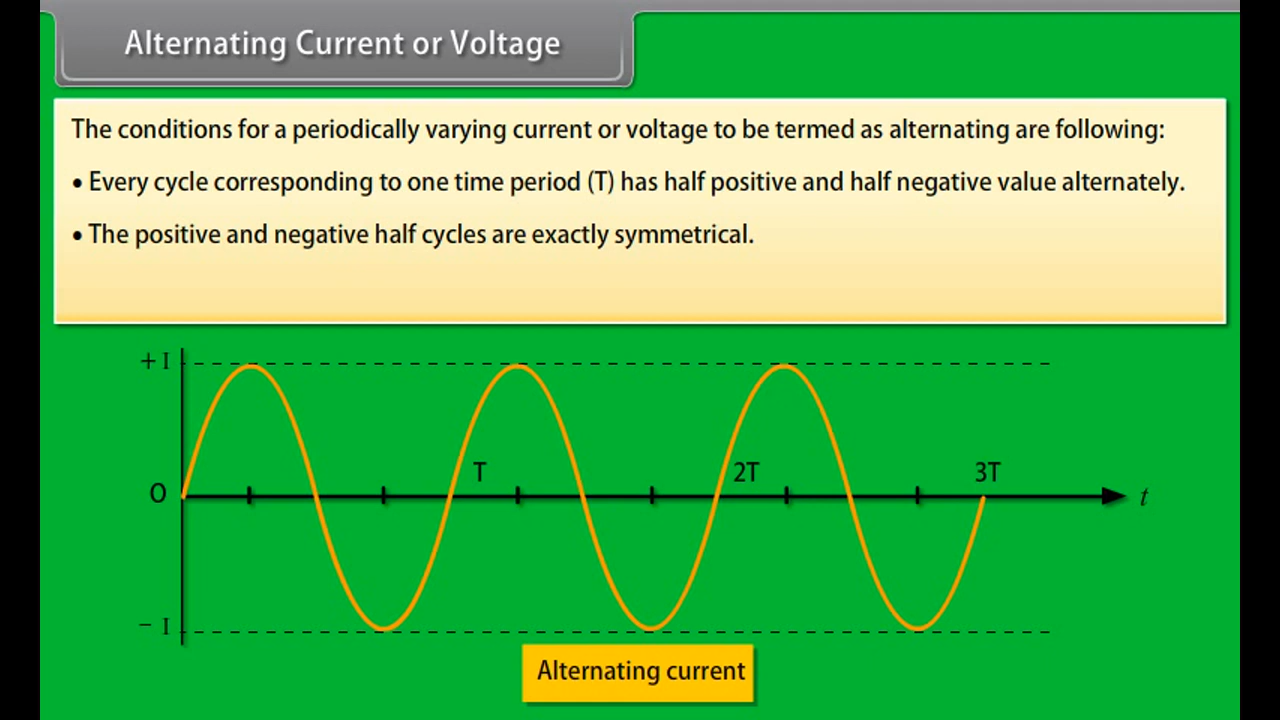 Alternating Current or Voltage
The conditions for a periodically varying current or voltage to be termed as alternating are following:
• Every cycle corresponding to one time period (T) has half positive and half negative value alternately.
• The positive and negative half cycles are exactly symmetrical.
+ I
T
2T
3T
O
t
– I
Alternating current